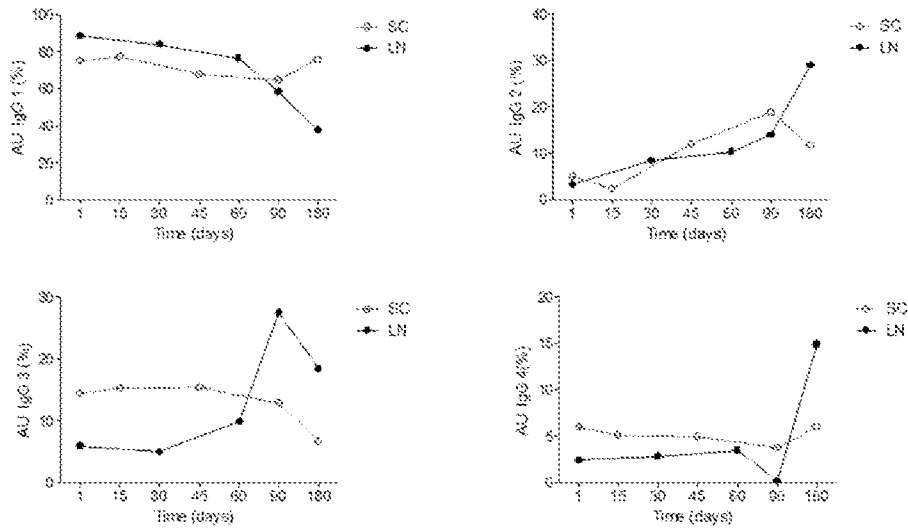 100
80
60
40
20
0
AU IgG 1 (%)
1 15 30 45 60 90 180
Time (days)
SC
LN
40
30
20
10
0
AU IgG 2 (%)
1 15 30 45 60 90 180
Time (days)
SC
LN
30
20
10
0
AU IgG 3 (%)
1 15 30 45 60 90 180
Time (days)
SC
LN
20
15
10
5
0
AU IgG 4(%)
1 15 30 45 60 90 180
Time (days)
SC
LN